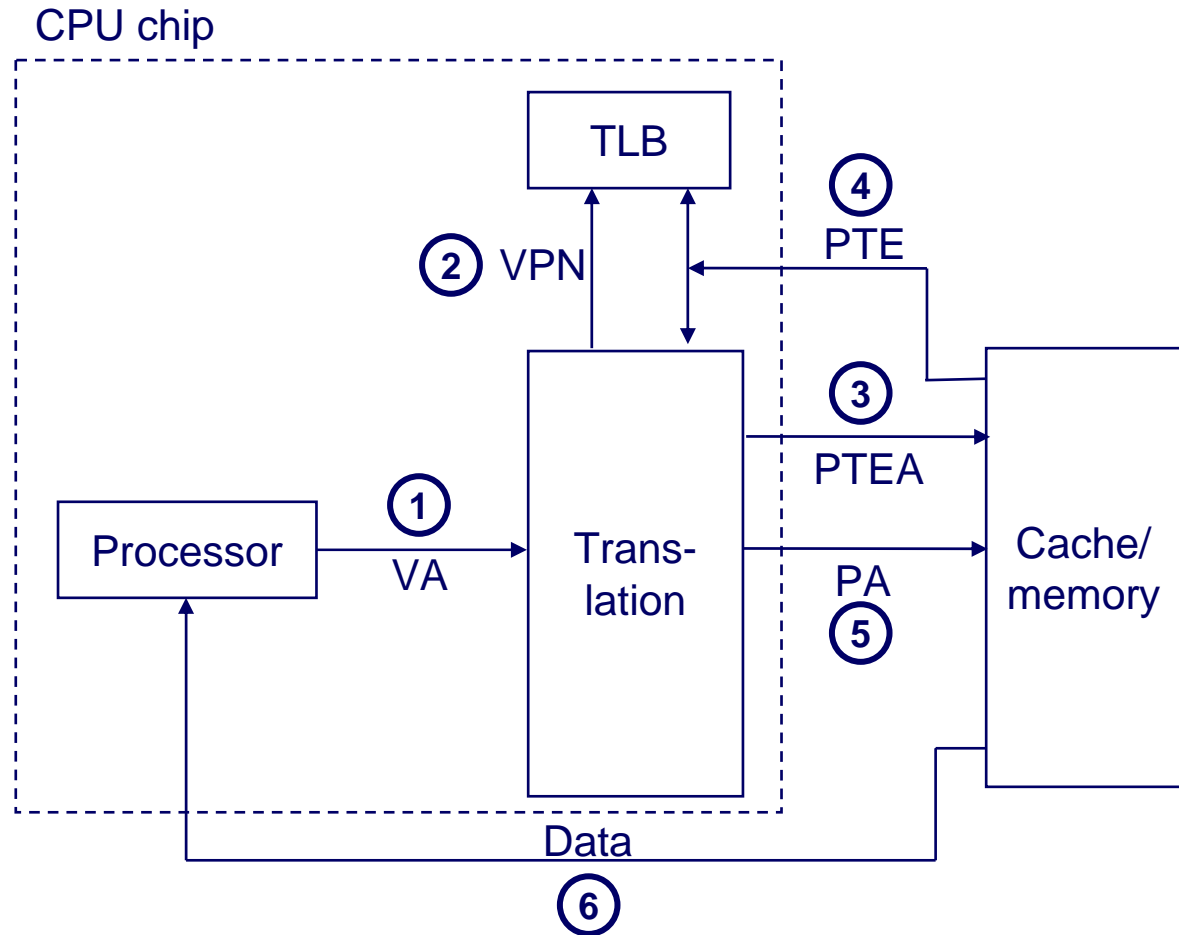 CPU chip
TLB
4
PTE
2 VPN
3
PTEA
1
VA
Processor
Trans-
lation
PA
5
Cache/
memory
Data
6